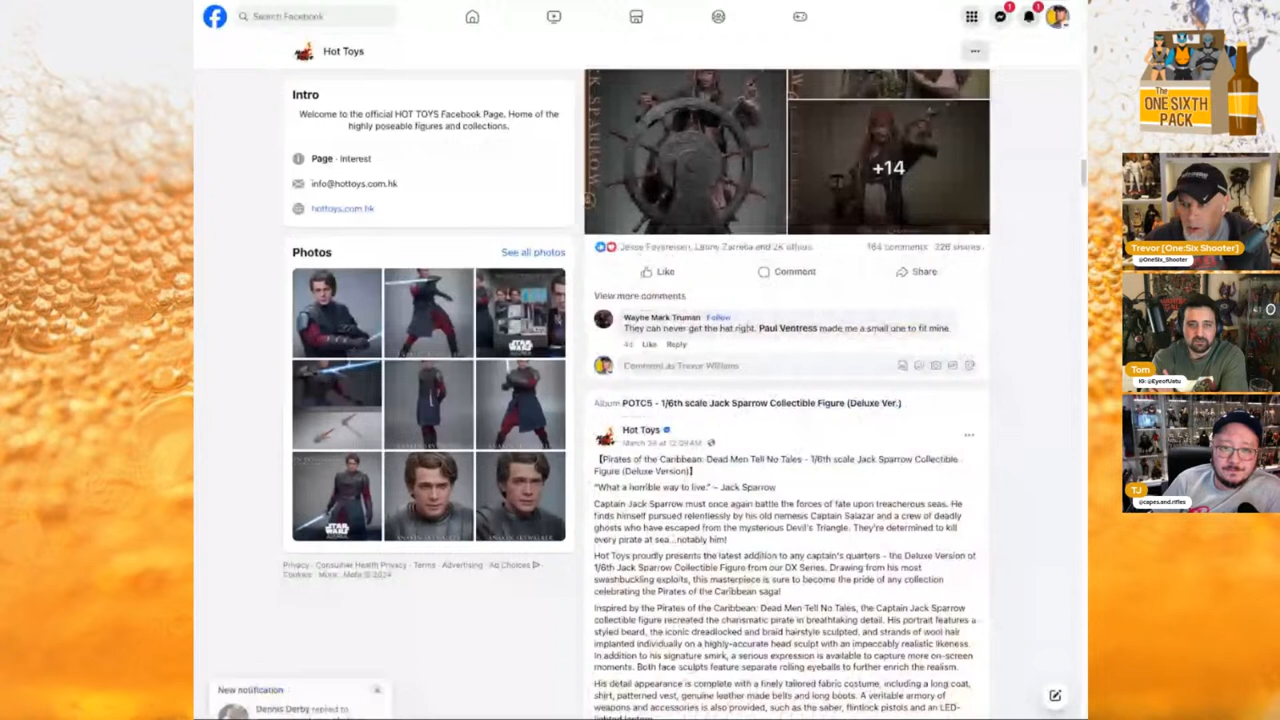 Search Facebook
1
1
Hot Toys
Intro
Welcome to the official HOT TOYS Facebook Page. Home of the
highly poseable figures and collections.
Page · Interest
info@hottoys.com.hk
hottoys.com.hk
Photos
See all photos
STAR
WARS
STAR
WARS
Privacy · Consumer Health Privacy · Terms · Advertising · Ad Choices
Cookies · More · Meta © 2024
New notification
Dennis Derby replied to
K SPARROW
+14
164 comments 226 shares
Like
Comment
Share
View more comments
Wayne Mark Truman Follow
They can never get the hat right. Paul Ventress made me a small one to fit mine.
Like Reply
Comment as Trevor Williams
Album POTC5 - 1/6th scale Jack Sparrow Collectible Figure (Deluxe Ver.)
Hot Toys
【Pirates of the Caribbean: Dead Men Tell No Tales - 1/6th scale Jack Sparrow Collectible
Figure (Deluxe Version)】
"What a horrible way to live." – Jack Sparrow
Captain Jack Sparrow must once again battle the forces of fate upon treacherous seas. He
finds himself pursued relentlessly by his old nemesis Captain Salazar and a crew of deadly
ghosts who have escaped from the mysterious Devil's Triangle. They're determined to kill
every pirate at sea...notably him!
Hot Toys proudly presents the latest addition to any captain's quarters - the Deluxe Version of
1/6th Jack Sparrow Collectible Figure from our DX Series. Drawing from his most
swashbuckling exploits, this masterpiece is sure to become the pride of any collection
celebrating the Pirates of the Caribbean saga!
Inspired by the Pirates of the Caribbean: Dead Men Tell No Tales, the Captain Jack Sparrow
collectible figure recreated the charismatic pirate in breathtaking detail. His portrait features a
styled beard, the iconic dreadlocked and braid hairstyle sculpted, and strands of wool hair
implanted individually on a highly-accurate head sculpt with an impeccably realistic likeness.
In addition to his signature smirk, a serious expression is available to capture more on-screen
moments. Both face sculpts feature separate rolling eyeballs to further enrich the realism.
His detail appearance is complete with a finely tailored fabric costume, including a long coat,
shirt, patterned vest, genuine leather made belts and long boots. A veritable armory of
weapons and accessories is also provided, such as the saber, flintlock pistols and an LED-
The
ONE SIXTH
PACK
Trevor [One:Six Shooter]
@OneSix_Shooter
Tom
IG: @EyeofUatu
TJ
@capes.and.rifles